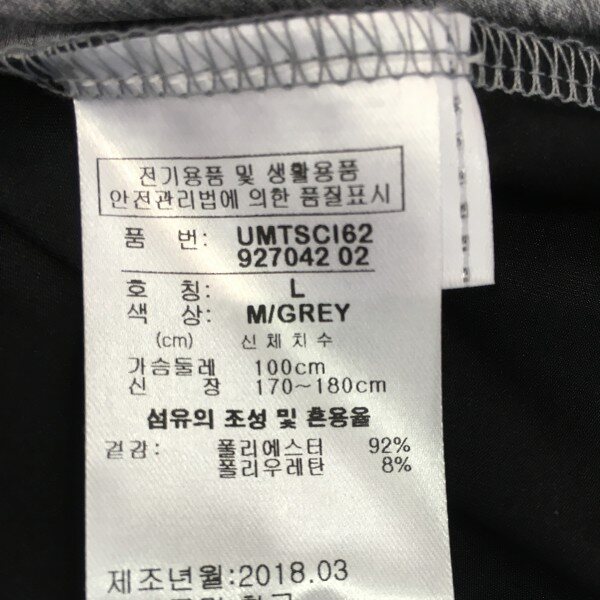 전기용품 및 생활용품
안전관리법에 의한 품질표시
품 번: UMTSCI62
927042 02
호 칭: L
색 상: M/GREY
(cm) 신체치수
가슴둘레 100cm
신 장 170~180cm
섬유의 조성 및 혼용율
겉감: 폴리에스터 92%
폴리우레탄 8%
제조년월:2018.03